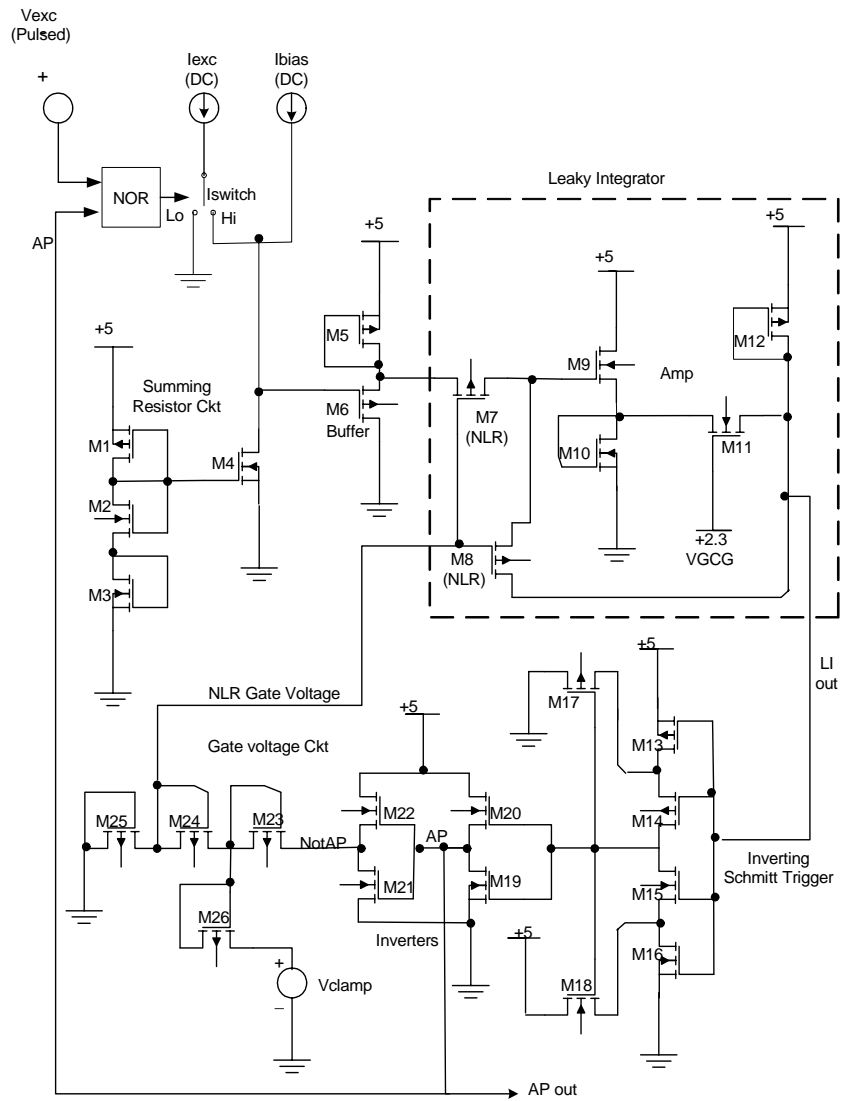 Vexc
(Pulsed)
+
Iexc
(DC)
Ibias
(DC)
NOR
Iswitch
Lo
Hi
AP
Leaky Integrator
+5
+5
+5
+5
M5
M12
M9
Amp
Summing
Resistor Ckt
M6
Buffer
M7
(NLR)
M1
M4
M10
M11
M2
+2.3
VGCG
M8
(NLR)
M3
LI
out
+5
NLR Gate Voltage
M17
+5
M13
Gate voltage Ckt
M25
M24
M23
M22
M20
M14
NotAP
AP
Inverting
Schmitt Trigger
M21
M19
M15
M26
Inverters
+5
M16
M18
+
Vclamp
–
AP out